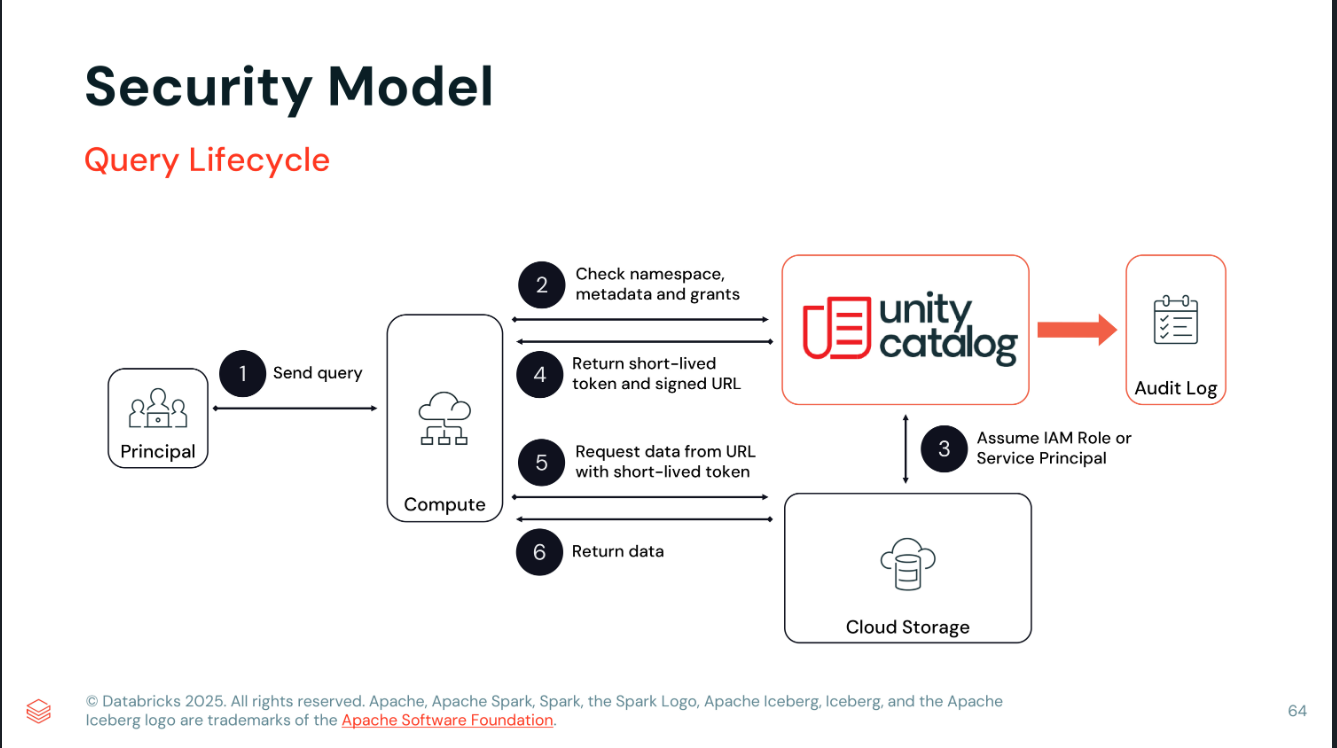 Security Model
Query Lifecycle
1
Send query
Principal
Compute
2
Check namespace,
metadata and grants
4
Return short-lived
token and signed URL
5
Request data from URL
with short-lived token
6
Return data
unity
catalog
Audit Log
3
Assume IAM Role or
Service Principal
Cloud Storage
© Databricks 2025. All rights reserved. Apache, Apache Spark, Spark, the Spark Logo, Apache Iceberg, Iceberg, and the Apache
Iceberg logo are trademarks of the Apache Software Foundation.
64